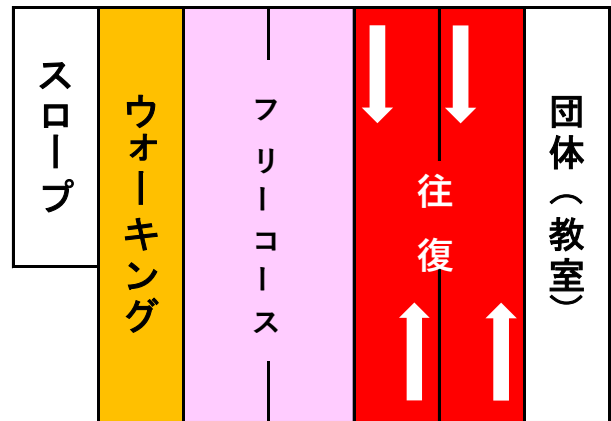 スロープ
ウォーキング
フリーコース
往復
団体（教室）